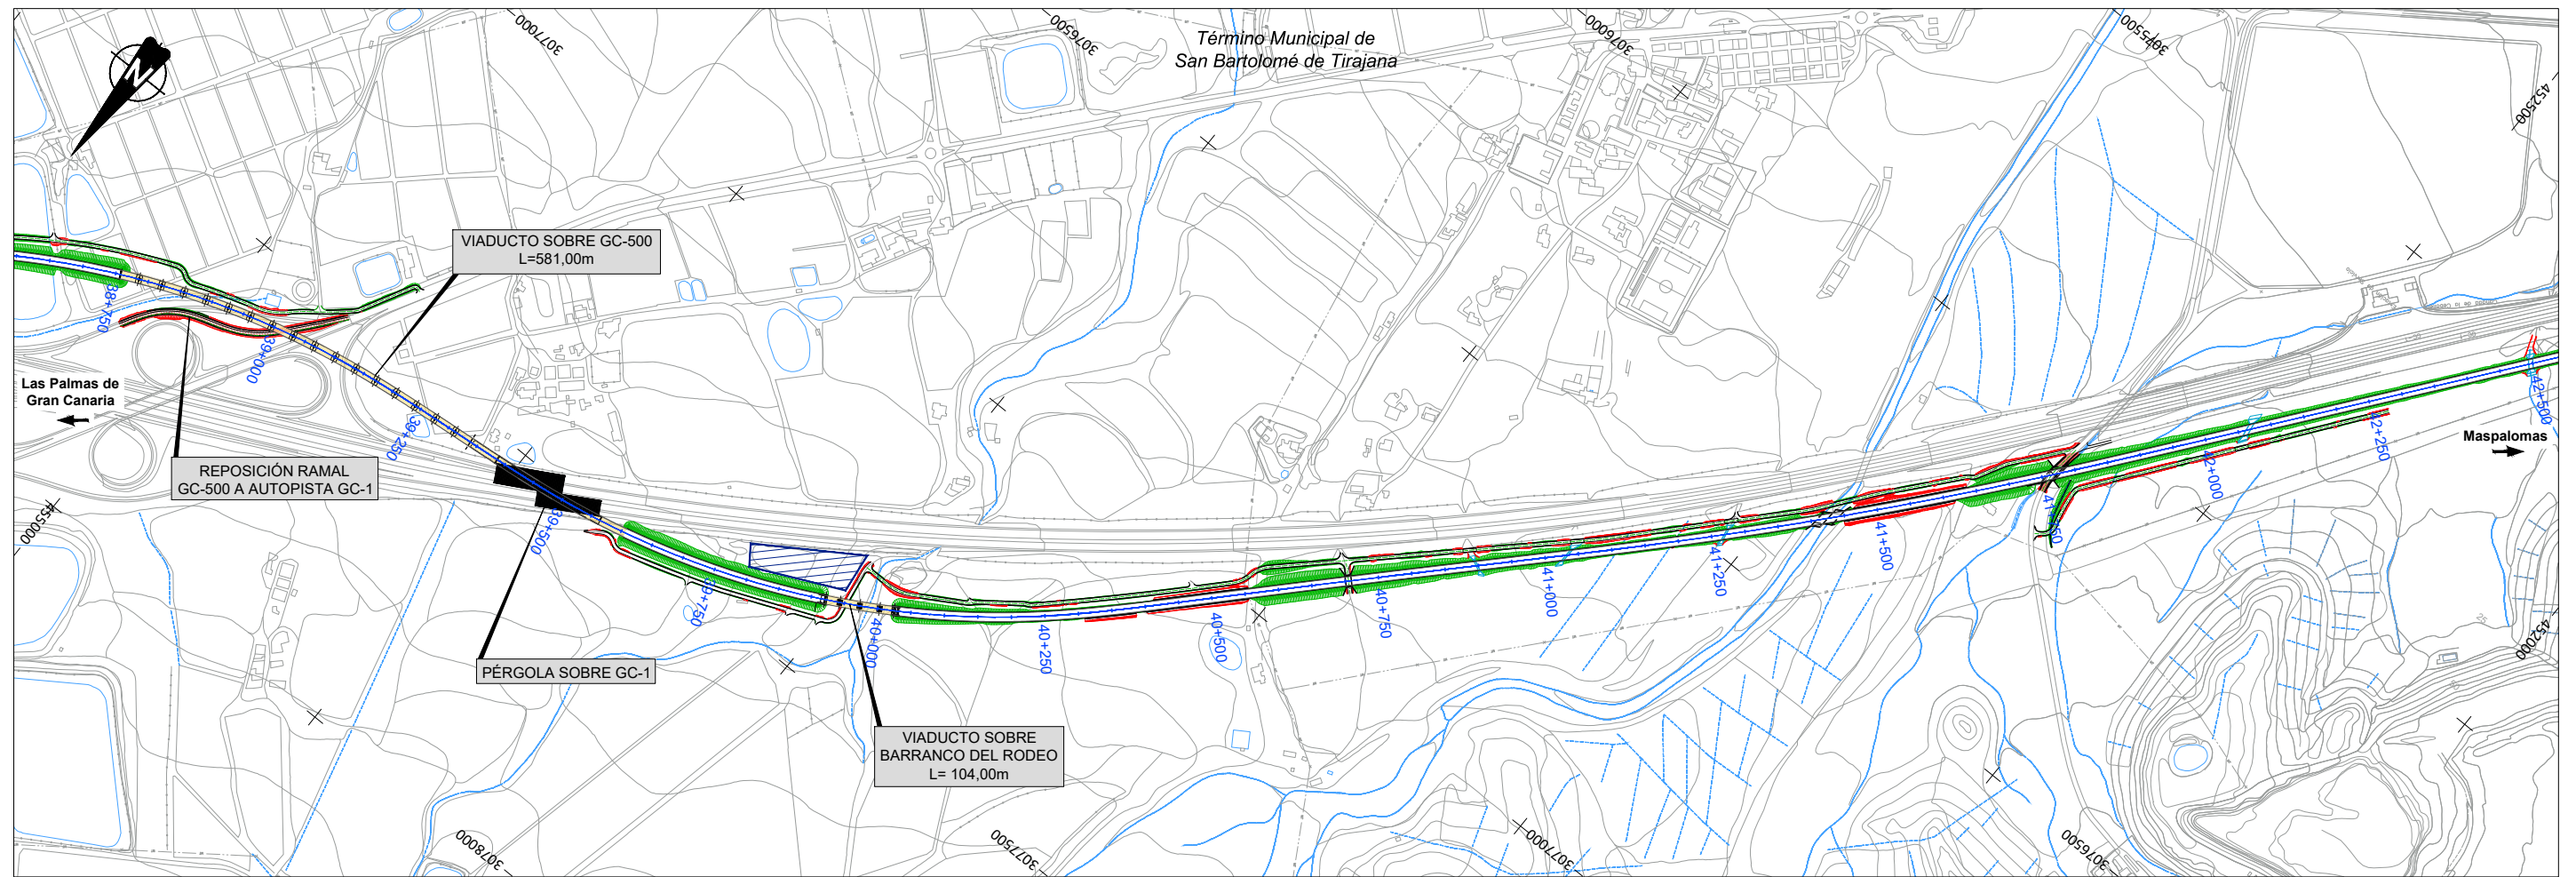 3077000
3076500
Término Municipal de
San Bartolomé de Tirajana
3076000
3075500
452500
N
VIADUCTO SOBRE GC-500
L=581,00m
38+750
39+000
Las Palmas de
Gran Canaria
39+250
REPOSICIÓN RAMAL
GC-500 A AUTOPISTA GC-1
455000
39+500
39+750
40+000
40+250
40+500
40+750
41+000
41+250
41+500
42+000
42+250
42+500
Maspalomas
PÉRGOLA SOBRE GC-1
452000
VIADUCTO SOBRE
BARRANCO DEL RODEO
L= 104,00m
3078000
3077500
3077000
3076500